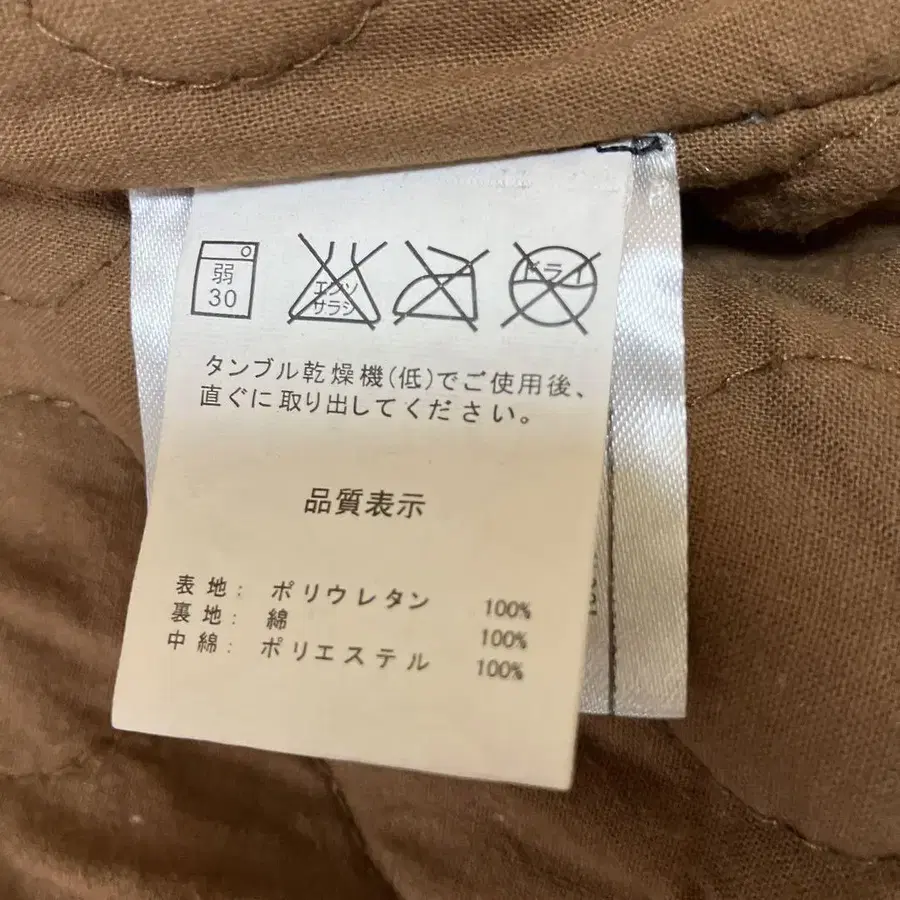 弱
30
エンソ
サラシ
ドライ
タンブル乾燥機(低)でご使用後、
直ぐに取り出してください。
品質表示
表地: ポリウレタン 100%
裏地: 綿 100%
中綿: ポリエステル 100%